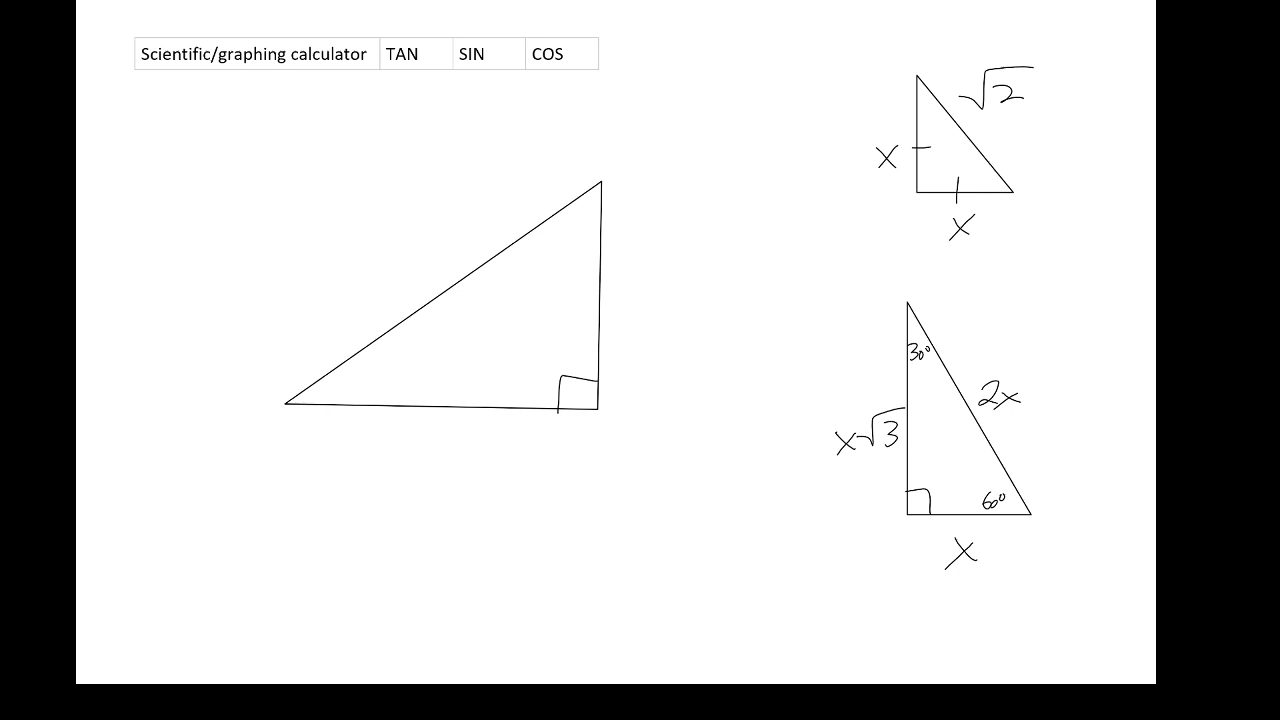 Scientific/graphing calculator TAN SIN COS
√2
x
x
30°
2x
x√3
60°
x